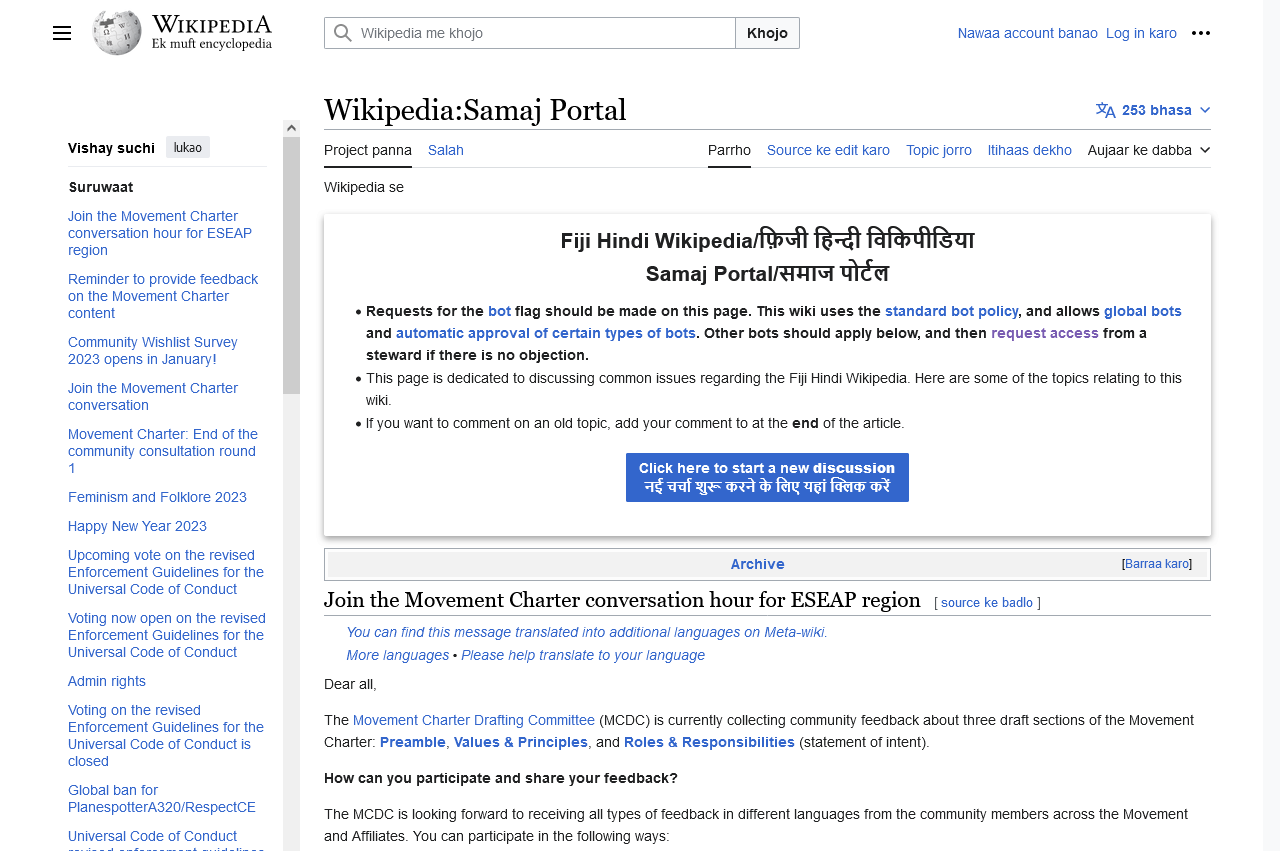 WIKIPEDIA
Ek muft encyclopedia
Wikipedia me khojo
Khojo
Nawaa account banao Log in karo
Wikipedia:Samaj Portal
253 bhasa
Project panna Salah Parrho Source ke edit karo Topic jorro Itihaas dekho Aujaar ke dabba
Wikipedia se
Vishay suchi lukao
Suruwaat
Join the Movement Charter
conversation hour for ESEAP
region
Reminder to provide feedback
on the Movement Charter
content
Community Wishlist Survey
2023 opens in January!
Join the Movement Charter
conversation
Movement Charter: End of the
community consultation round
1
Feminism and Folklore 2023
Happy New Year 2023
Upcoming vote on the revised
Enforcement Guidelines for the
Universal Code of Conduct
Voting now open on the revised
Enforcement Guidelines for the
Universal Code of Conduct
Admin rights
Voting on the revised
Enforcement Guidelines for the
Universal Code of Conduct is
closed
Global ban for
PlanespotterA320/RespectCE
Universal Code of Conduct
revised enforcement guidelines
Fiji Hindi Wikipedia/फ़िजी हिन्दी विकिपीडिया
Samaj Portal/समाज पोर्टल
• Requests for the bot flag should be made on this page. This wiki uses the standard bot policy, and allows global bots
and automatic approval of certain types of bots. Other bots should apply below, and then request access from a
steward if there is no objection.
• This page is dedicated to discussing common issues regarding the Fiji Hindi Wikipedia. Here are some of the topics relating to this
wiki.
• If you want to comment on an old topic, add your comment to at the end of the article.
Click here to start a new discussion
नई चर्चा शुरू करने के लिए यहां क्लिक करें
Archive [Barraa karo]
Join the Movement Charter conversation hour for ESEAP region [ source ke badlo ]
You can find this message translated into additional languages on Meta-wiki.
More languages • Please help translate to your language
Dear all,
The Movement Charter Drafting Committee (MCDC) is currently collecting community feedback about three draft sections of the Movement
Charter: Preamble, Values & Principles, and Roles & Responsibilities (statement of intent).
How can you participate and share your feedback?
The MCDC is looking forward to receiving all types of feedback in different languages from the community members across the Movement
and Affiliates. You can participate in the following ways: